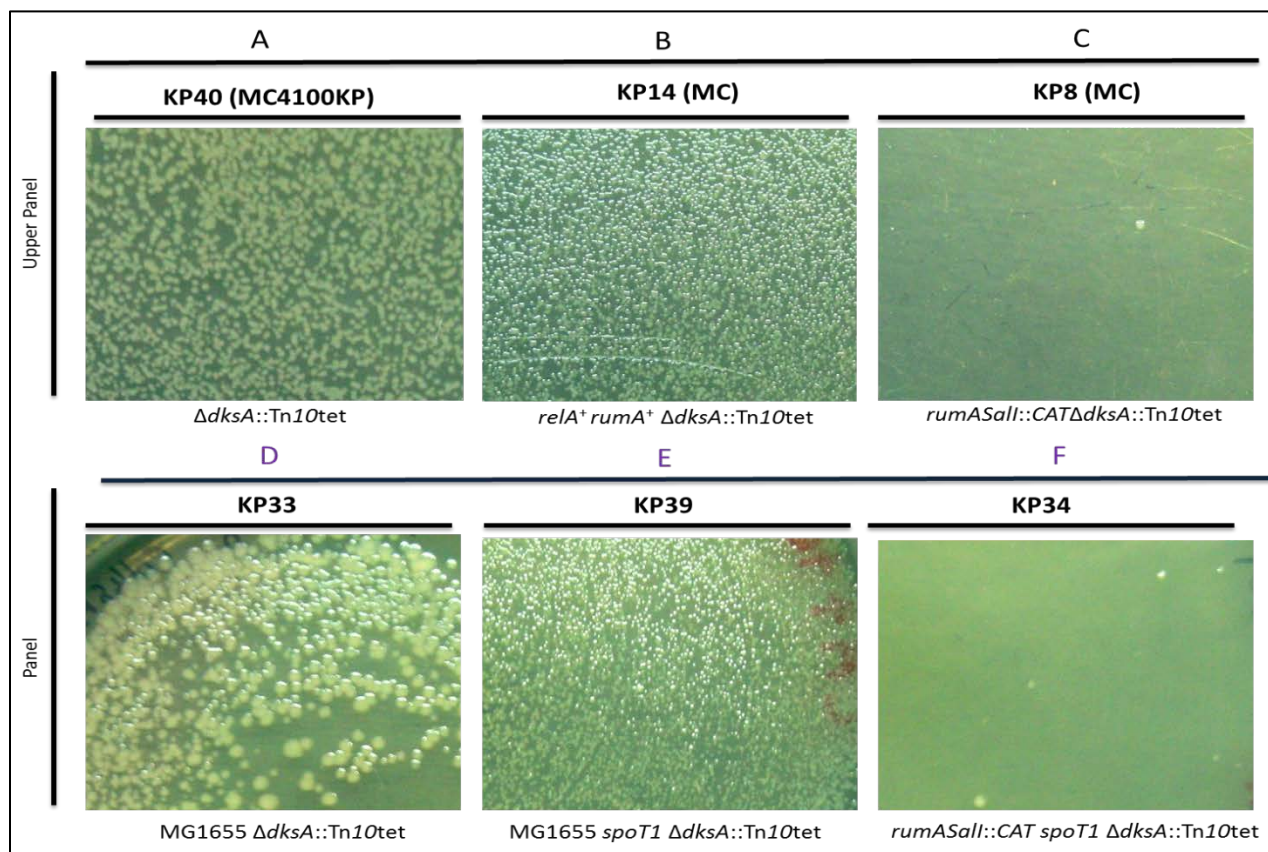 A B C
Upper Panel
KP40 (MC4100KP) KP14 (MC) KP8 (MC)
ΔdksA::Tn10tet relA⁺ rumA⁺ ΔdksA::Tn10tet rumASalI::CATΔdksA::Tn10tet
D E F
Panel
KP33 KP39 KP34
MG1655 ΔdksA::Tn10tet MG1655 spoT1 ΔdksA::Tn10tet rumASalI::CAT spoT1 ΔdksA::Tn10tet